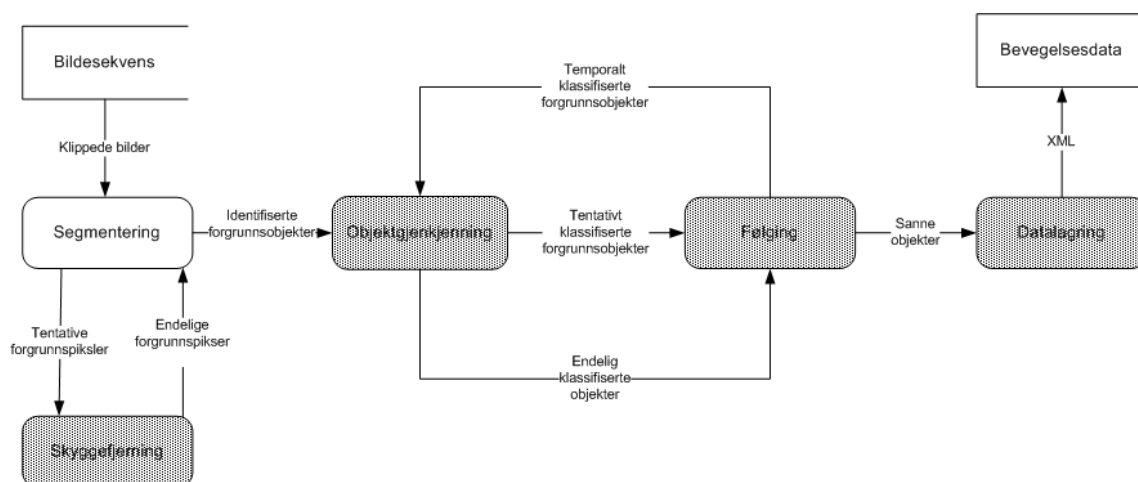 Bildesekvens
Bevegelsesdata
Temporalt
klassifiserte
forgrunnsobjekter
Klippede bilder
XML
Segmentering
Identifiserte
forgrunnsobjekter
Objektgjenkjenning
Tentativt
klassifiserte
forgrunnsobjekter
Følging
Sanne
objekter
Datalagring
Tentative
forgrunnspiksler
Endelige
forgrunnspikser
Endelig
klassifiserte
objekter
Skyggefjerning